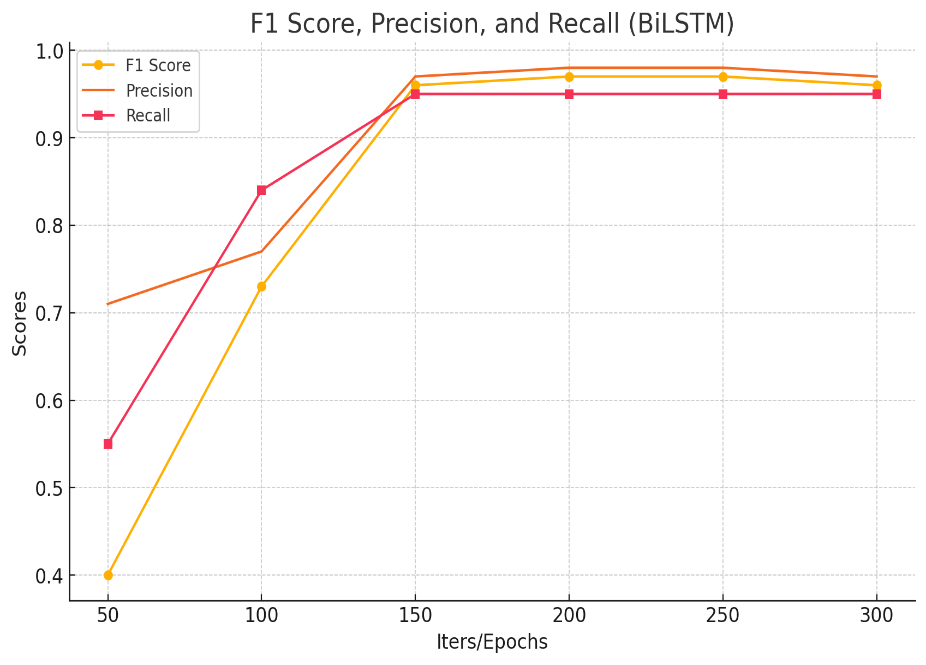 F1 Score, Precision, and Recall (BiLSTM)
F1 Score
Precision
Recall
1.0
0.9
0.8
0.7
0.6
0.5
0.4
Scores
50 100 150 200 250 300
Iters/Epochs